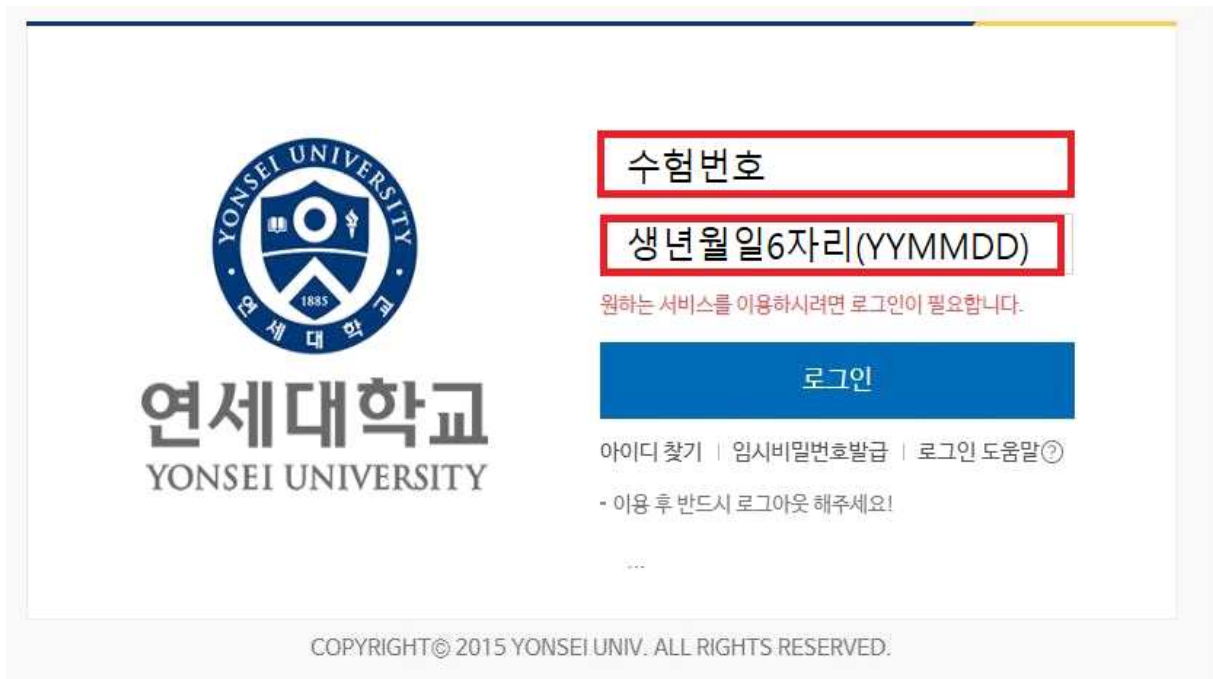 YONSEI UNIVERSITY
1885
연세대학교
연세대학교
YONSEI UNIVERSITY
수험번호
생년월일6자리(YYMMDD)
원하는 서비스를 이용하시려면 로그인이 필요합니다.
로그인
아이디 찾기 | 임시비밀번호발급 | 로그인 도움말?
- 이용 후 반드시 로그아웃 해주세요!
...
COPYRIGHT© 2015 YONSEI UNIV. ALL RIGHTS RESERVED.